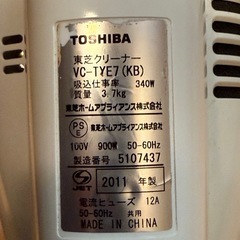 TOSHIBA
東芝クリーナー
VC-TYE7(KB)
吸込仕事率 340W
質量 3.7kg
東芝ホームアプライアンス株式会社
PS
E
東芝ホームアプライアンス株式会社
100V 900W 50-60Hz
製造番号 5107437
S
JET
2011 年製
電流ヒューズ 12A
50-60Hz 共用
MADE IN CHINA